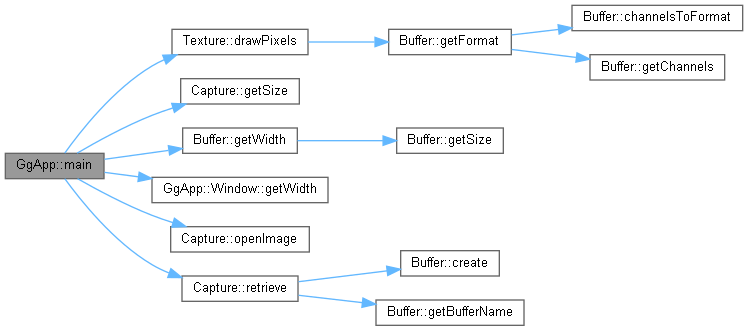 GgApp::main
Texture::drawPixels
Capture::getSize
Buffer::getWidth
GgApp::Window::getWidth
Capture::openImage
Capture::retrieve
Buffer::getFormat
Buffer::getSize
Buffer::create
Buffer::getBufferName
Buffer::channelsToFormat
Buffer::getChannels